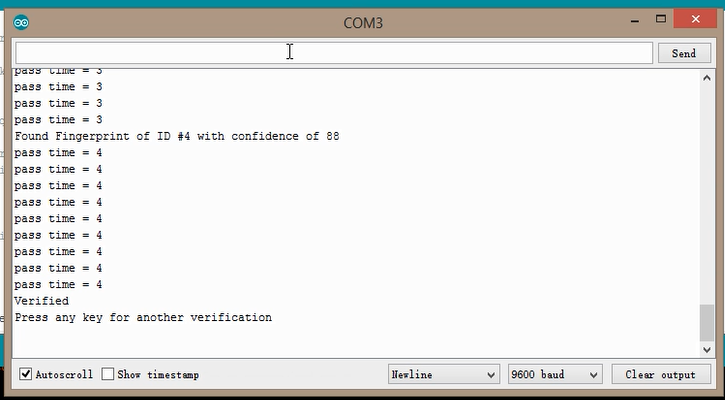 COM3
Send
pass time = 3
pass time = 3
pass time = 3
pass time = 3
Found Fingerprint of ID #4 with confidence of 88
pass time = 4
pass time = 4
pass time = 4
pass time = 4
pass time = 4
pass time = 4
pass time = 4
pass time = 4
pass time = 4
Verified
Press any key for another verification
Autoscroll Show timestamp Newline 9600 baud Clear output